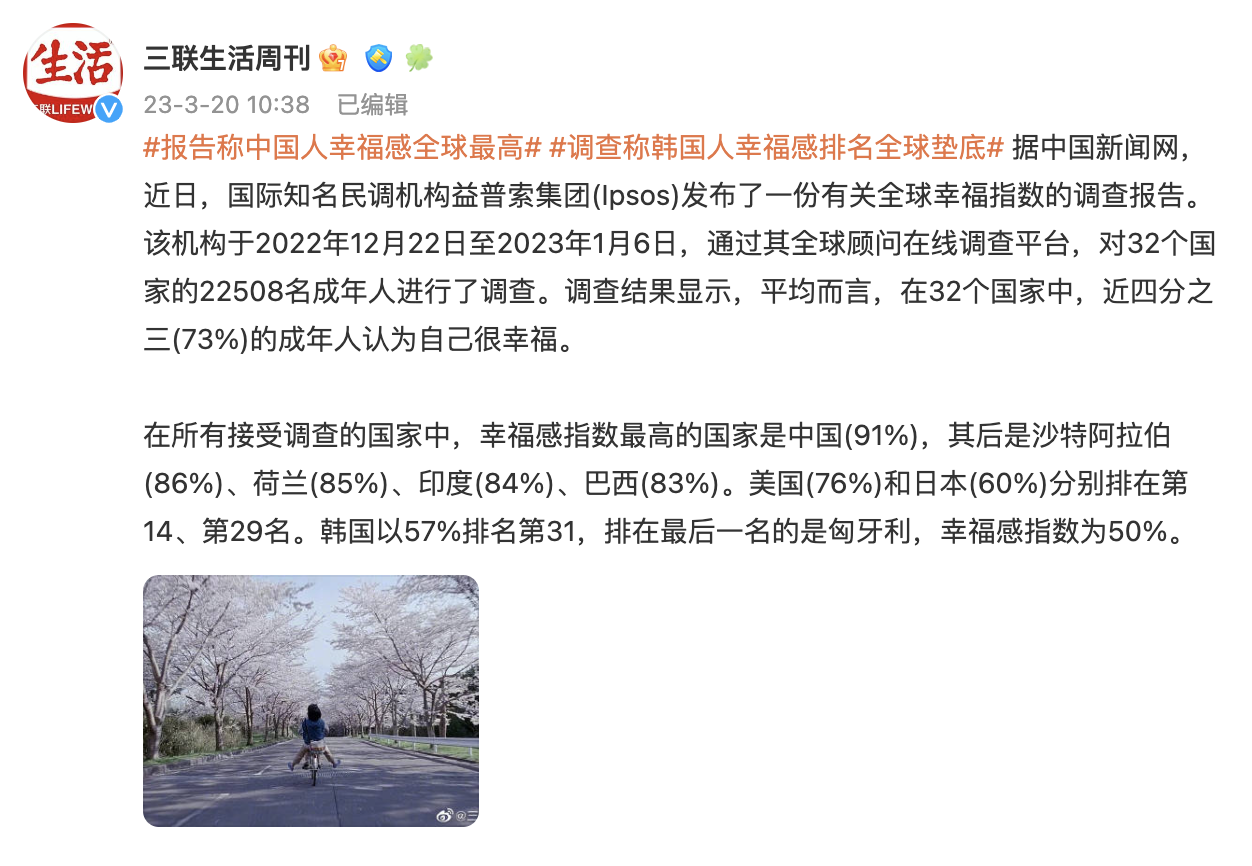 生活
三联LIFEW
三联生活周刊
23-3-20 10:38 已编辑
#报告称中国人幸福感全球最高# #调查称韩国人幸福感排名全球垫底# 据中国新闻网，
近日，国际知名民调机构益普索集团(Ipsos)发布了一份有关全球幸福指数的调查报告。
该机构于2022年12月22日至2023年1月6日，通过其全球顾问在线调查平台，对32个国
家的22508名成年人进行了调查。调查结果显示，平均而言，在32个国家中，近四分之
三(73%)的成年人认为自己很幸福。
在所有接受调查的国家中，幸福感指数最高的国家是中国(91%)，其后是沙特阿拉伯
(86%)、荷兰(85%)、印度(84%)、巴西(83%)。美国(76%)和日本(60%)分别排在第
14、第29名。韩国以57%排名第31，排在最后一名的是匈牙利，幸福感指数为50%。
@三